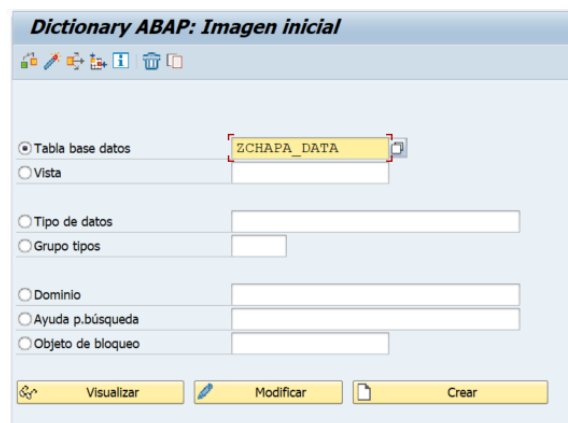 Dictionary ABAP: Imagen inicial
Tabla base datos ZCHAPA_DATA
Vista
Tipo de datos
Grupo tipos
Dominio
Ayuda p.búsqueda
Objeto de bloqueo
Visualizar Modificar Crear